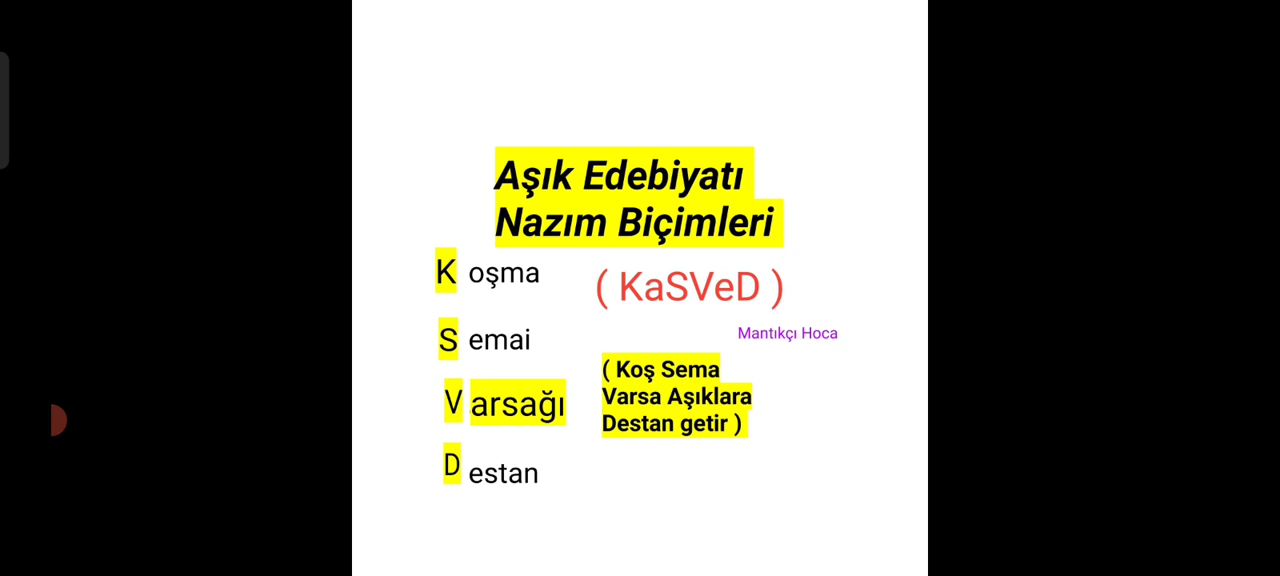 Aşık Edebiyatı
Nazım Biçimleri
K oşma
( KaSVeD )
S emai
Mantıkçı Hoca
V arsağı
( Koş Sema
Varsa Aşıklara
Destan getir )
D estan